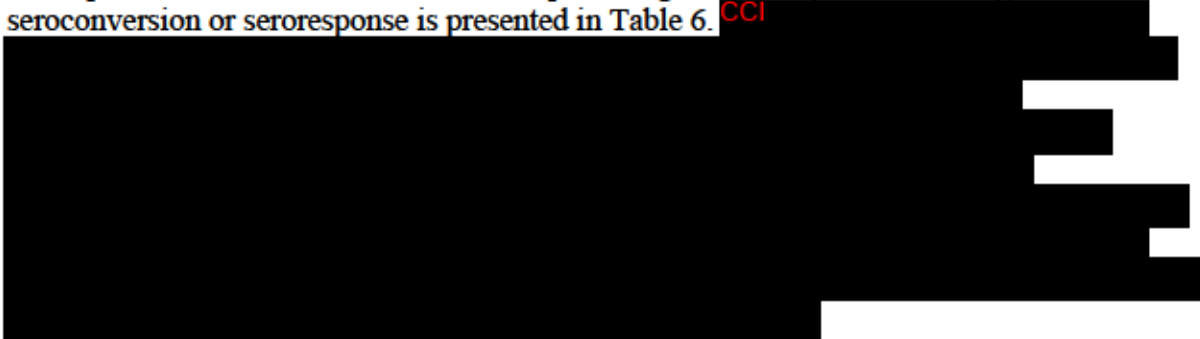 seroconversion or seroresponse is presented in Table 6. CCI